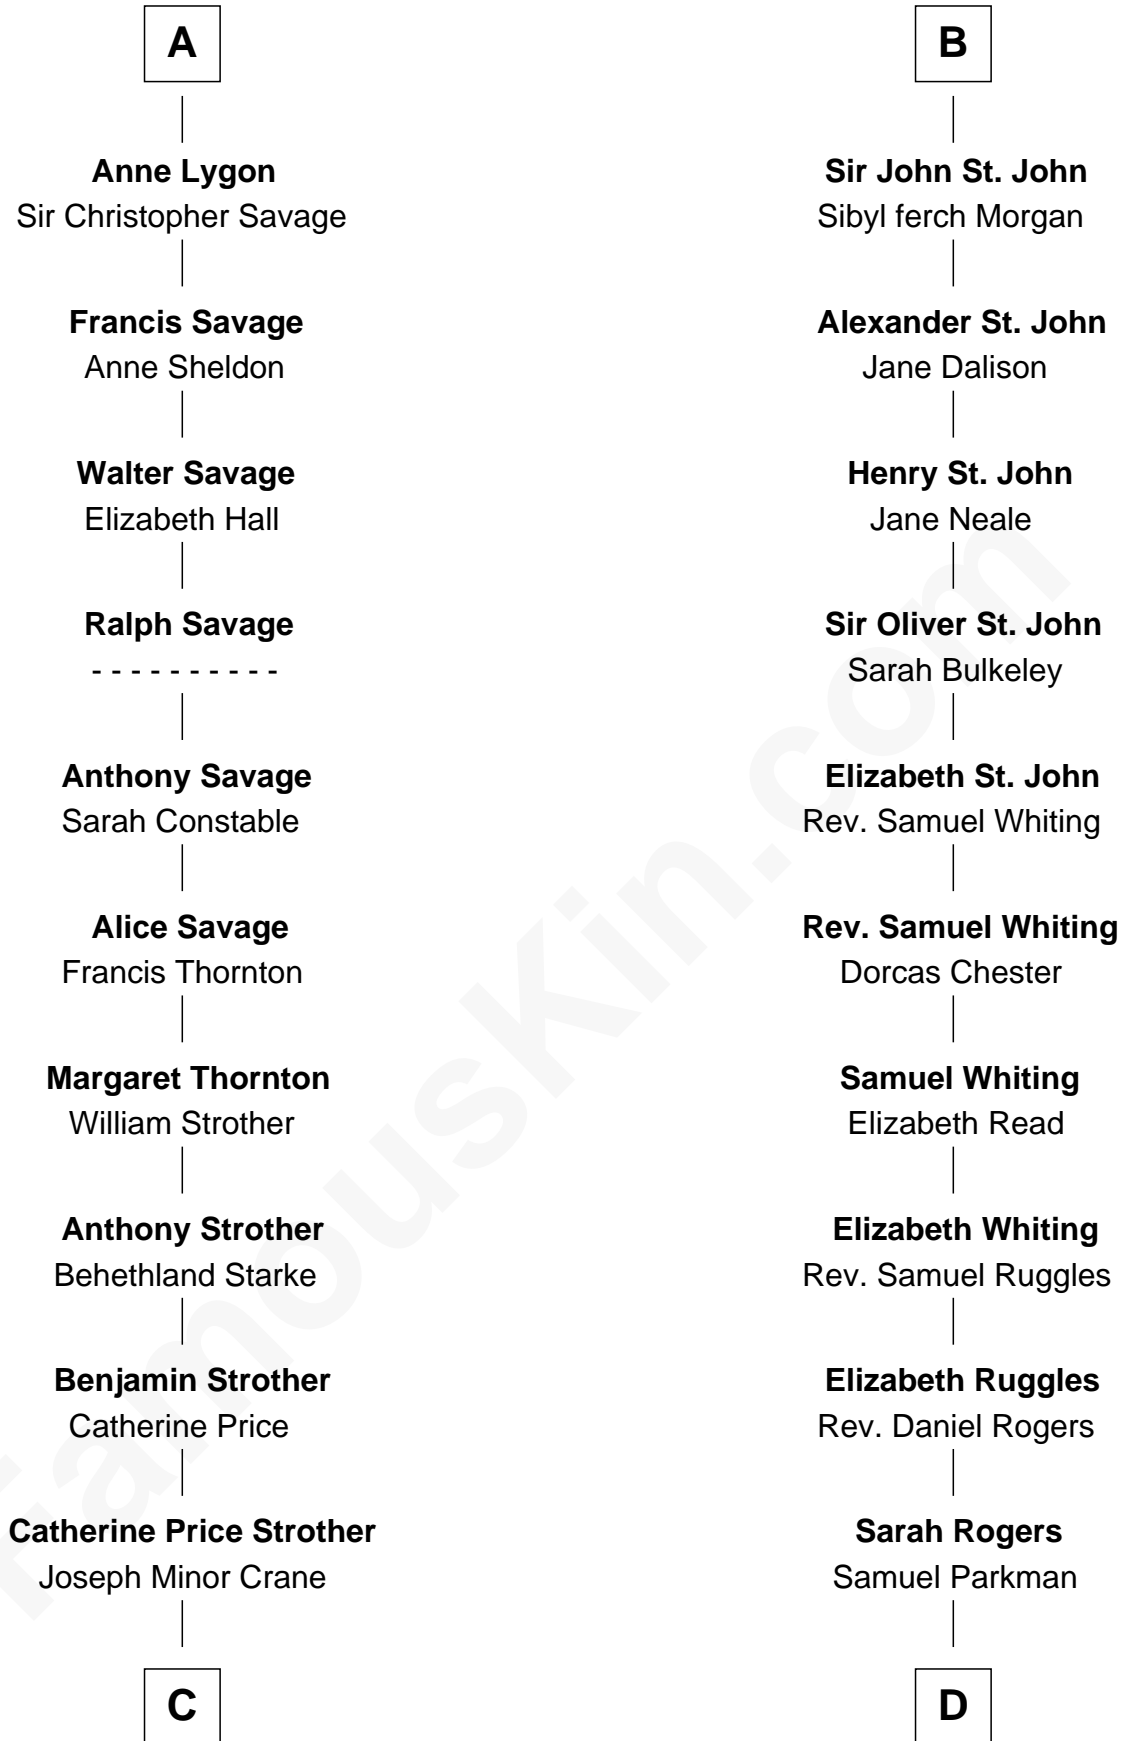 A
Anne Lygon
Sir Christopher Savage
Francis Savage
Anne Sheldon
Walter Savage
Elizabeth Hall
Ralph Savage
- - - - - - - - - -
Anthony Savage
Sarah Constable
Alice Savage
Francis Thornton
Margaret Thornton
William Strother
Anthony Strother
Behethland Starke
Benjamin Strother
Catherine Price
Catherine Price Strother
Joseph Minor Crane
C
B
Sir John St. John
Sibyl ferch Morgan
Alexander St. John
Jane Dalison
Henry St. John
Jane Neale
Sir Oliver St. John
Sarah Bulkeley
Elizabeth St. John
Rev. Samuel Whiting
Rev. Samuel Whiting
Dorcas Chester
Samuel Whiting
Elizabeth Read
Elizabeth Whiting
Rev. Samuel Ruggles
Elizabeth Ruggles
Rev. Daniel Rogers
Sarah Rogers
Samuel Parkman
D
FamousKin.com